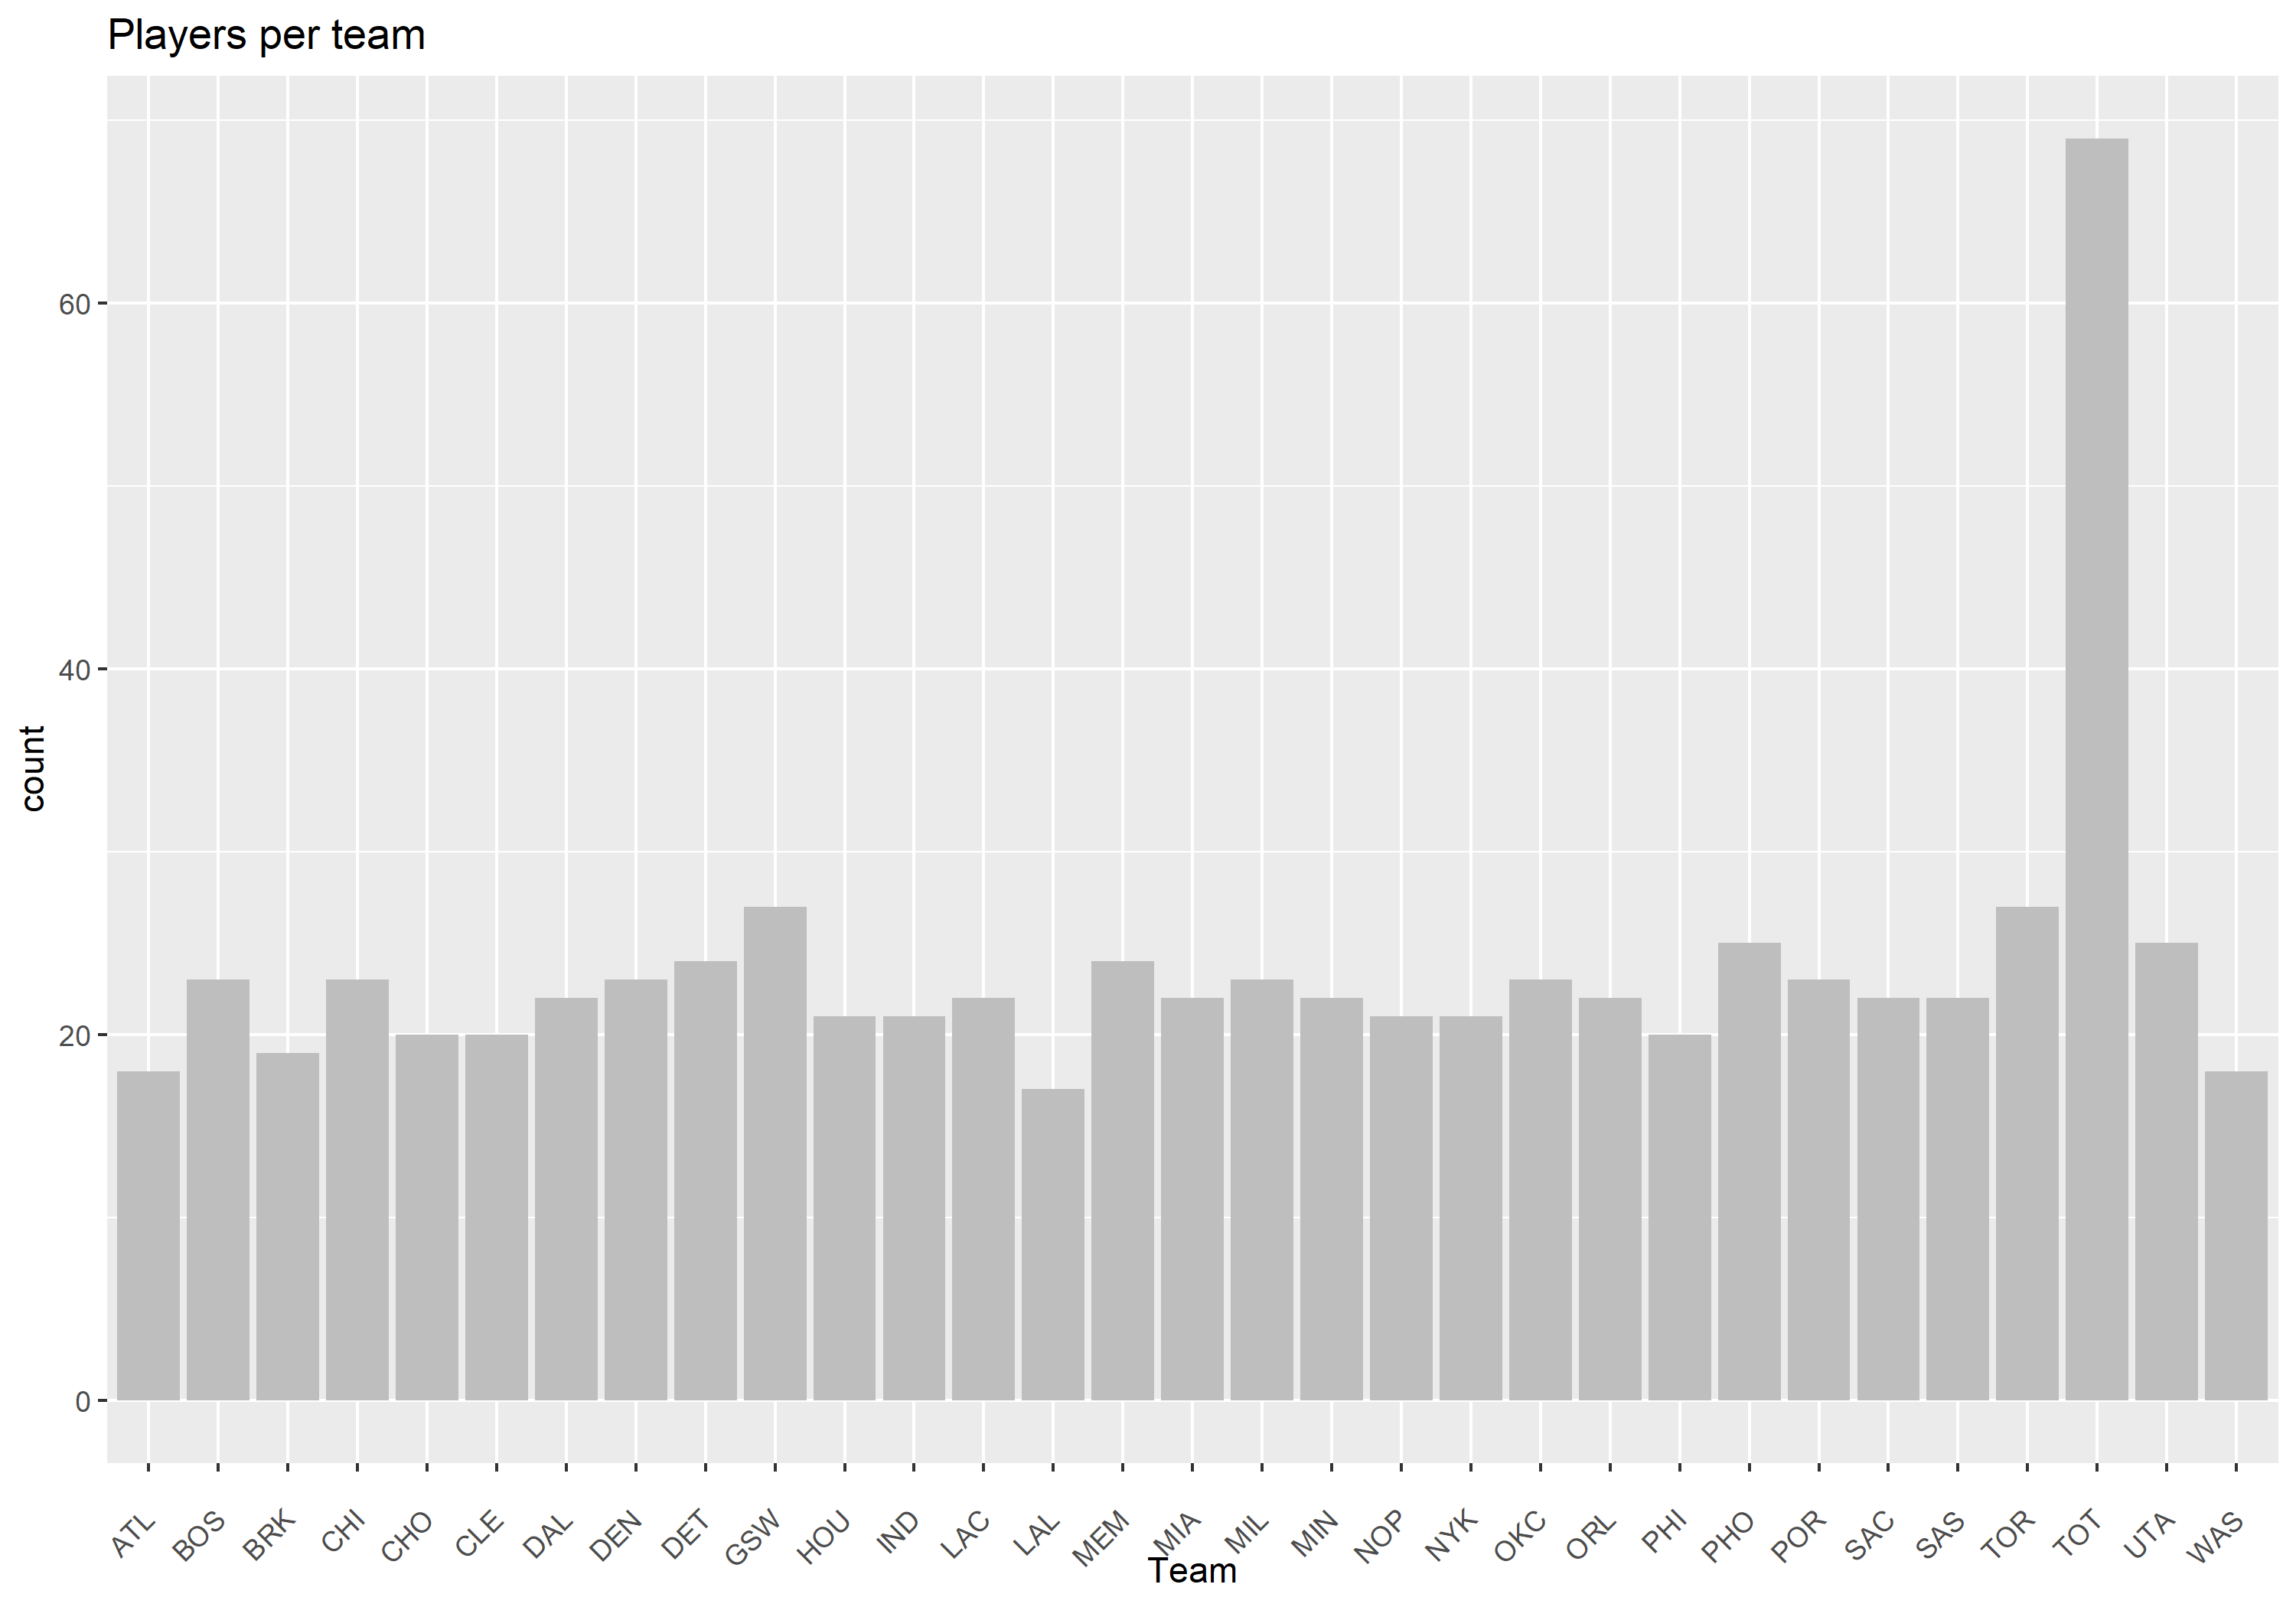 Players per team
count
60
40
20
0
ATL BOS BRK CHI CHO CLE DAL DEN DET GSW HOU IND LAC LAL MEM MIA MIL MIN NOP NYK OKC ORL PHI PHO POR SAC SAS TOR TOT UTA WAS
Team